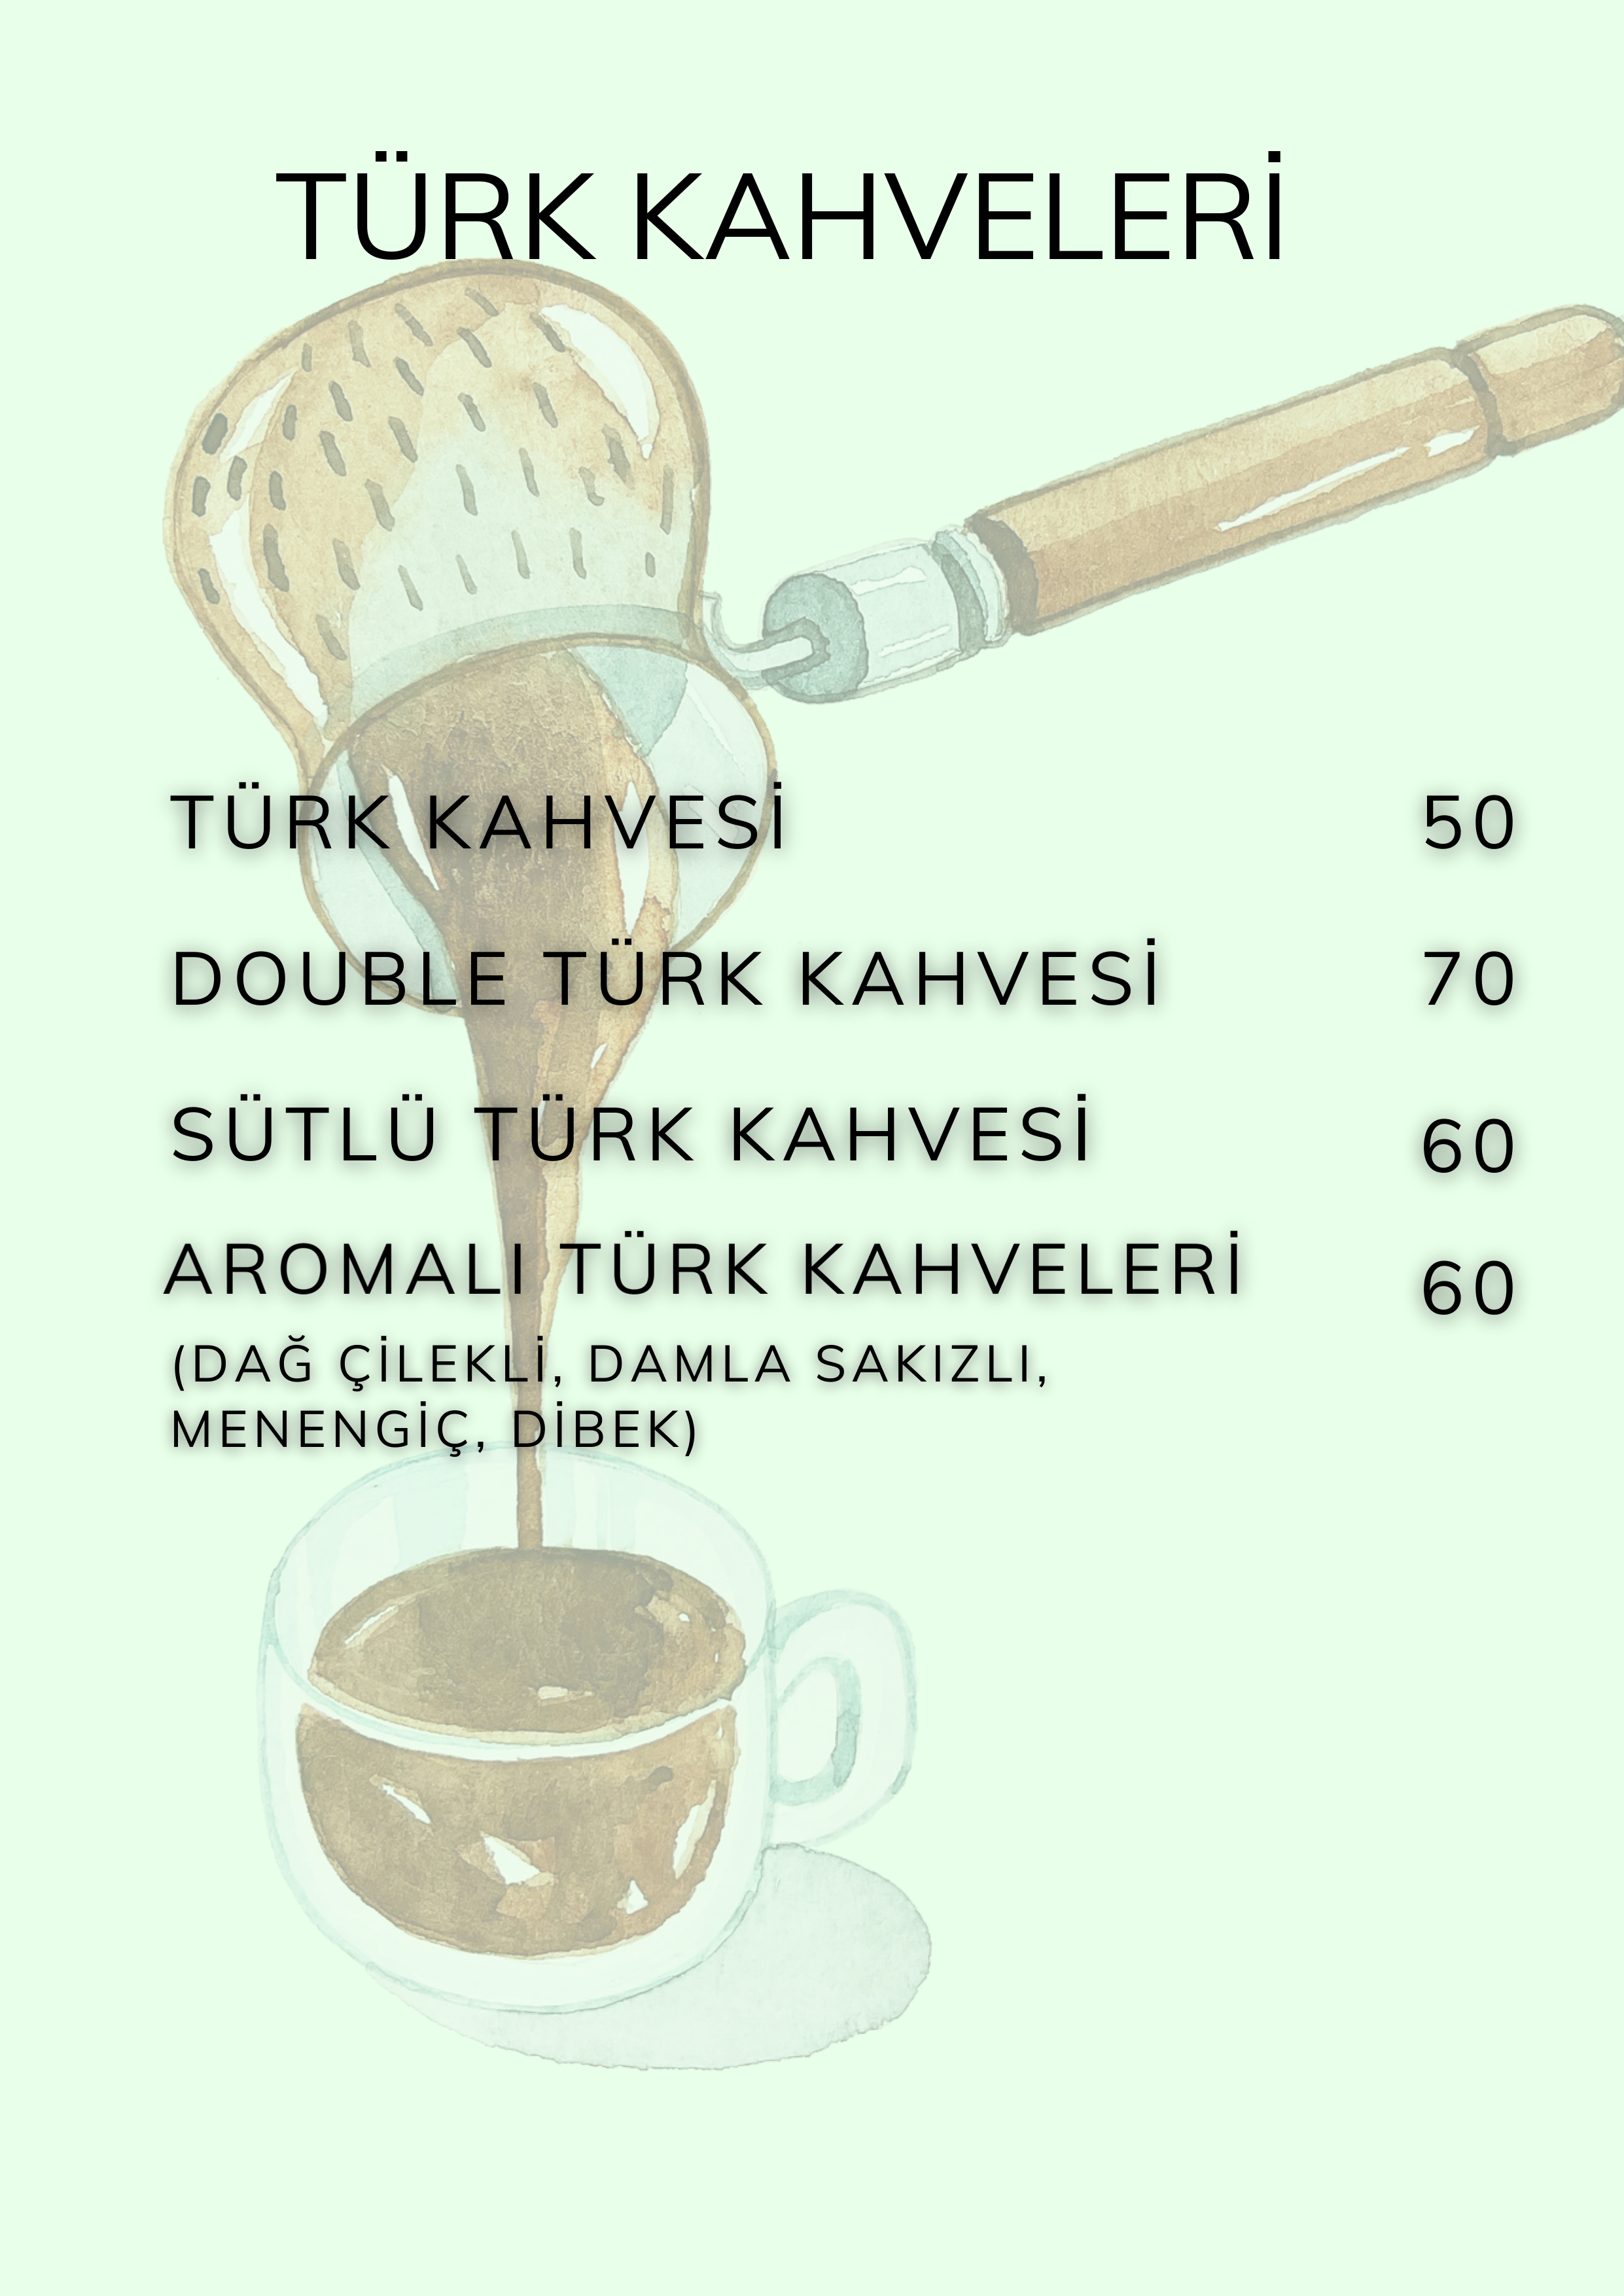 TÜRK KAHVELERİ
TÜRK KAHVESİ 50
DOUBLE TÜRK KAHVESİ 70
SÜTLÜ TÜRK KAHVESİ 60
AROMALI TÜRK KAHVELERİ 60
(DAĞ ÇİLEKLİ, DAMLA SAKIZLI,
MENENGİÇ, DİBEK)